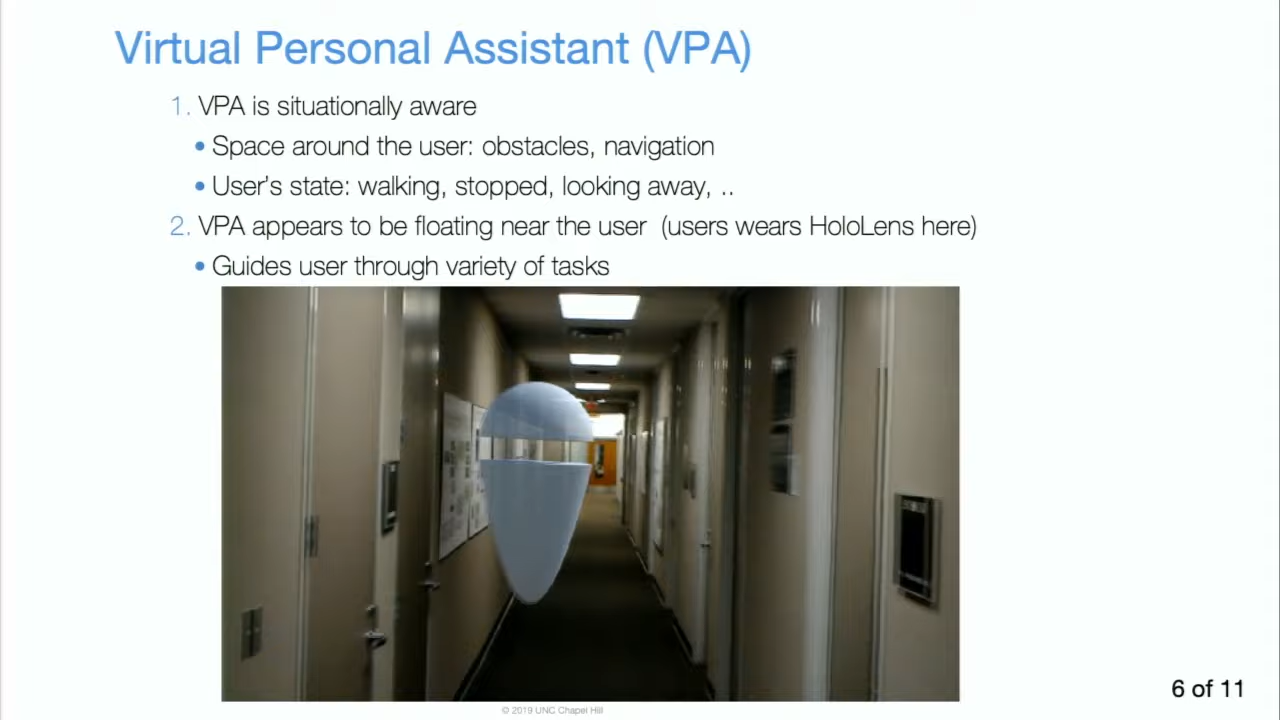 Virtual Personal Assistant (VPA)
1. VPA is situationally aware
• Space around the user: obstacles, navigation
• User's state: walking, stopped, looking away, ..
2. VPA appears to be floating near the user (users wears HoloLens here)
• Guides user through variety of tasks
6 of 11
© 2019 UNC Chapel Hill